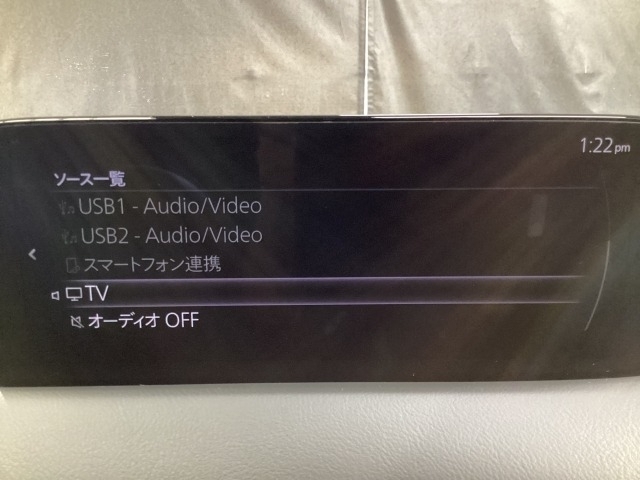 1:22pm
ソース一覧
USB1 - Audio/Video
USB2 - Audio/Video
スマートフォン連携
TV
オーディオ OFF